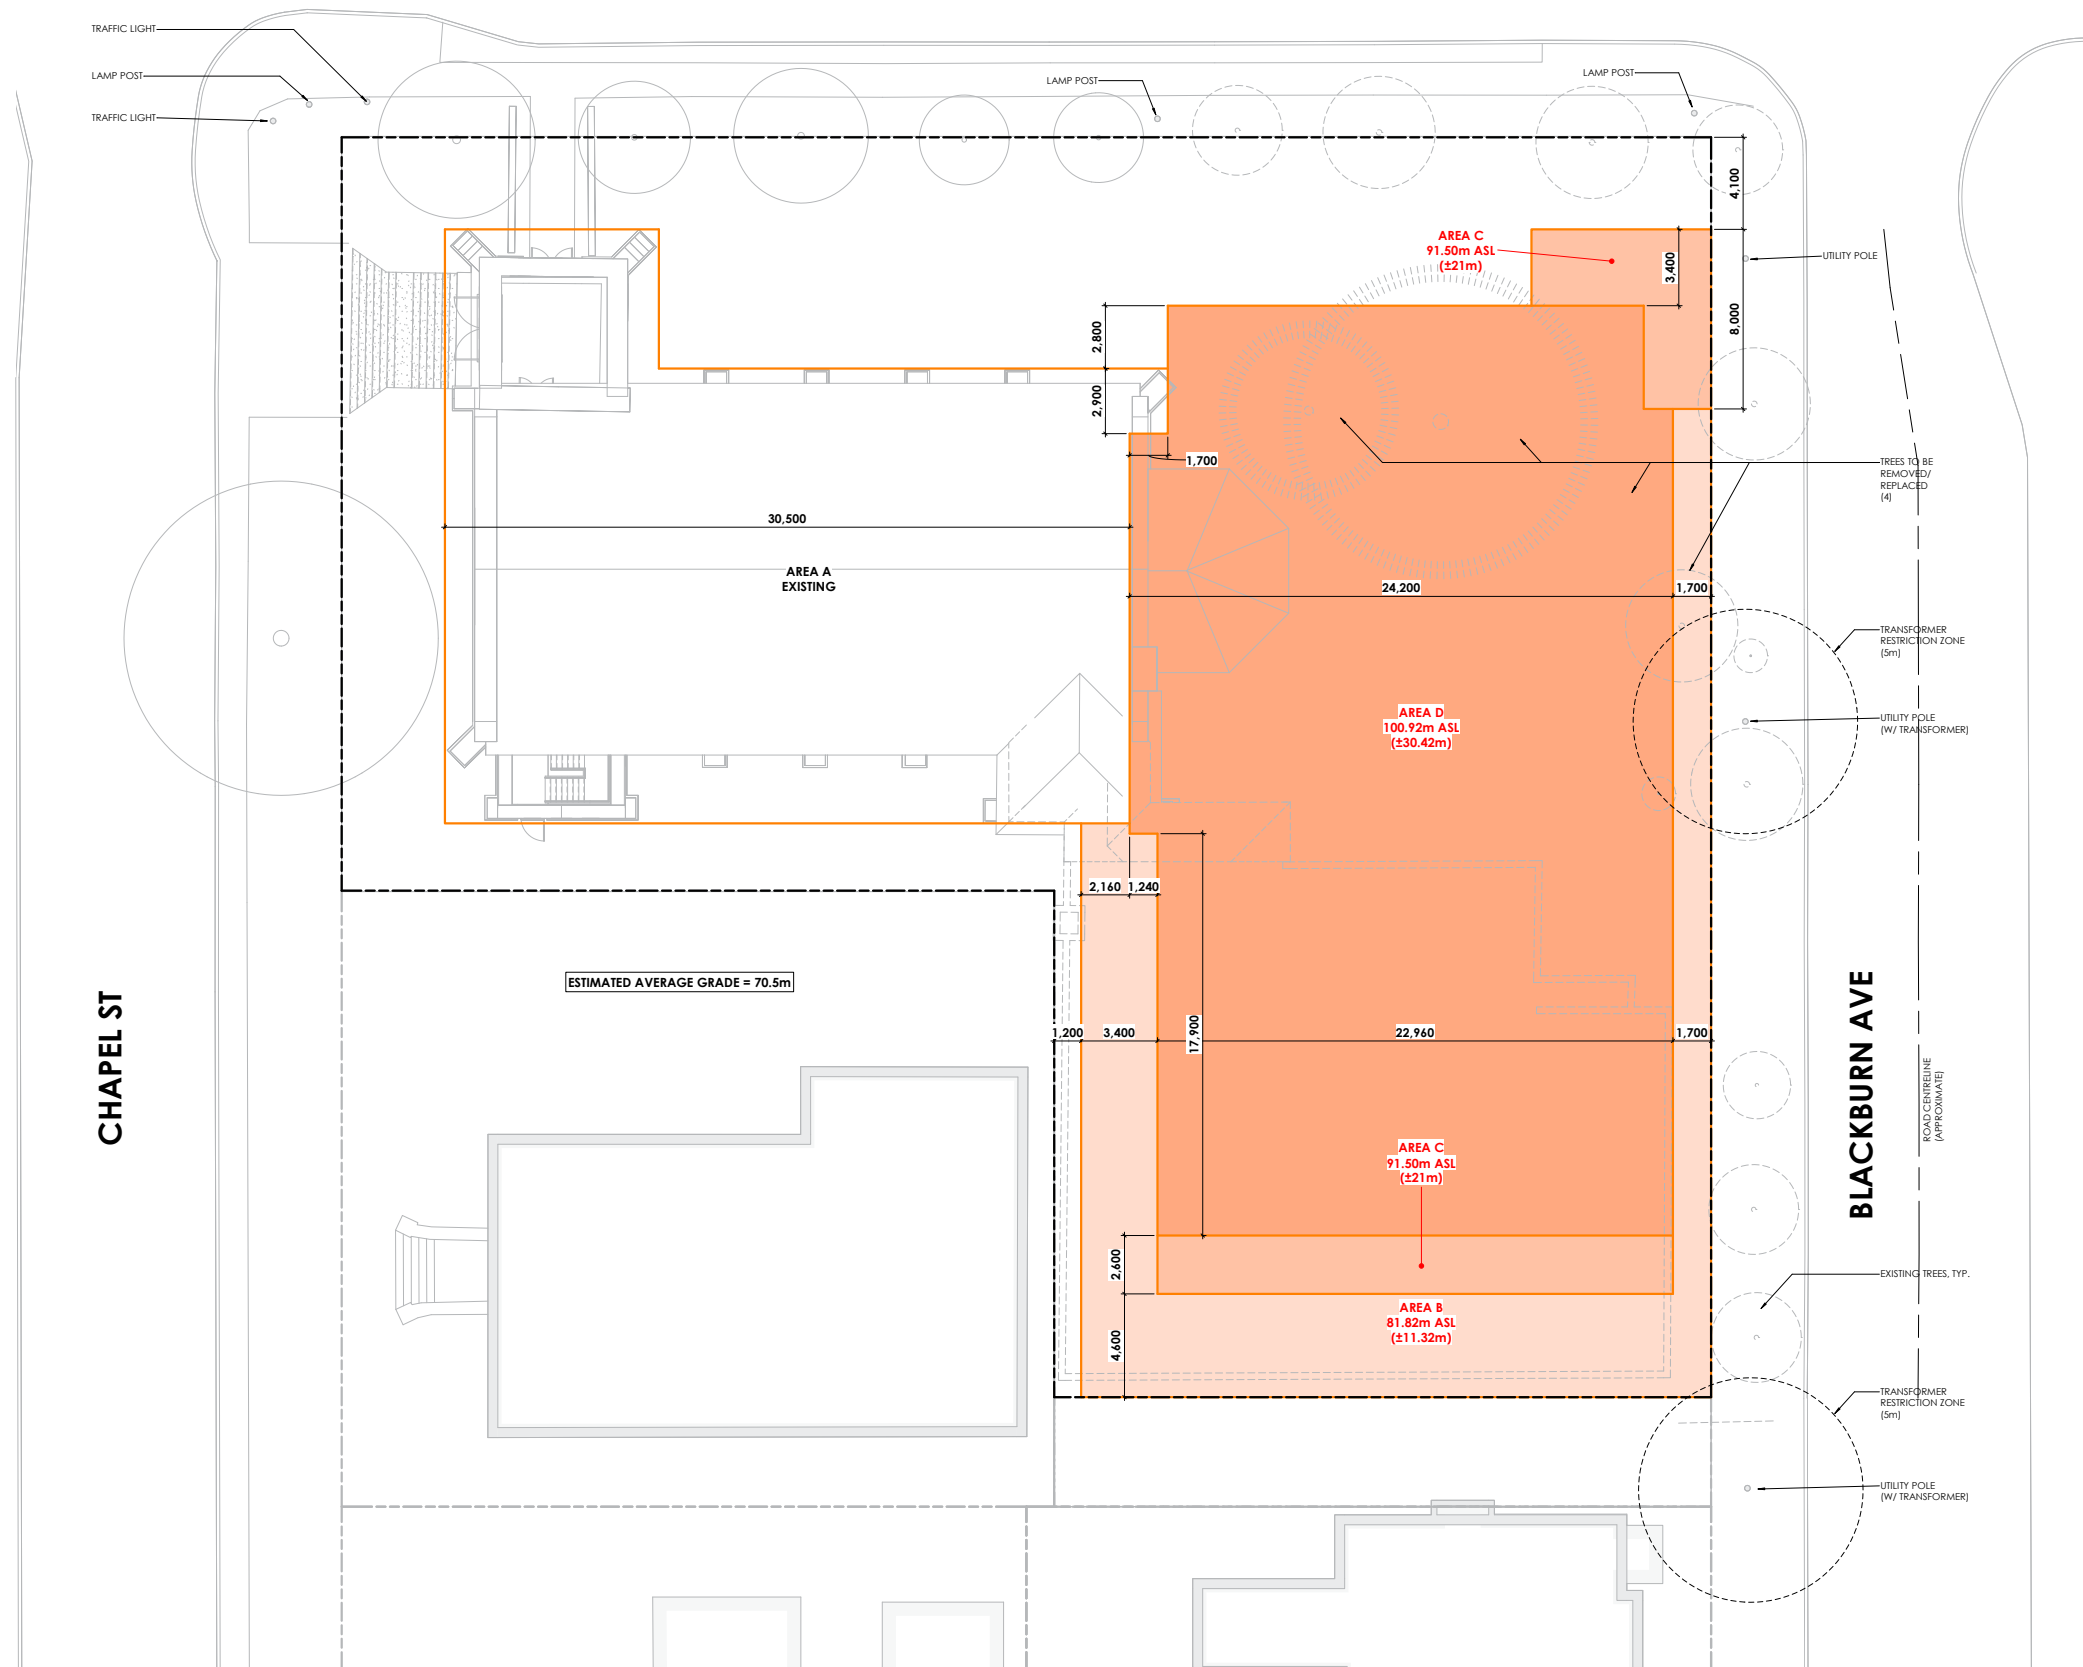 TRAFFIC LIGHT
LAMP POST
TRAFFIC LIGHT
LAMP POST
LAMP POST
4,100
AREA C
91.50m ASL
(±21m)
3,400
UTILITY POLE
8,000
2,800
2,900
1,700
TREES TO BE
REMOVED/
REPLACED
(4)
30,500
AREA A
EXISTING
24,200
1,700
TRANSFORMER
RESTRICTION ZONE
(5m)
AREA D
100.92m ASL
(±30.42m)
UTILITY POLE
(W/ TRANSFORMER)
2,160
1,240
ESTIMATED AVERAGE GRADE = 70.5m
CHAPEL ST
1,200
3,400
17,900
22,960
1,700
BLACKBURN AVE
ROAD CENTRELINE
(APPROXIMATE)
AREA C
91.50m ASL
(±21m)
2,600
EXISTING TREES, TYP.
AREA B
81.82m ASL
(±11.32m)
4,600
TRANSFORMER
RESTRICTION ZONE
(5m)
UTILITY POLE
(W/ TRANSFORMER)